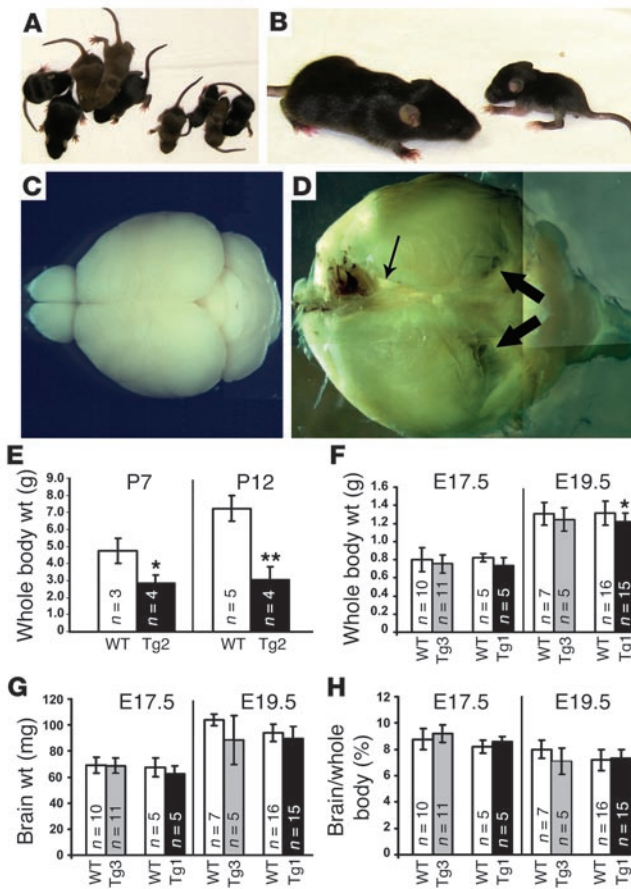 A
B
C
D
E
P7 P12
Whole body wt (g)
9.0
8.0
7.0
6.0
5.0
4.0
3.0
2.0
1.0
0
* **
n = 3 n = 4 n = 5 n = 4
WT Tg2 WT Tg2
F
E17.5 E19.5
Whole body wt (g)
1.8
1.6
1.4
1.2
1.0
0.8
0.6
0.4
0.2
0
*
n = 10 n = 11 n = 5 n = 5 n = 7 n = 5 n = 16 n = 15
WT Tg3 WT Tg1 WT Tg3 WT Tg1
G
E17.5 E19.5
Brain wt (mg)
120
100
80
60
40
20
0
n = 10 n = 11 n = 5 n = 5 n = 7 n = 5 n = 16 n = 15
WT Tg3 WT Tg1 WT Tg3 WT Tg1
H
E17.5 E19.5
Brain/whole
body (%)
12
10
8
6
4
2
0
n = 10 n = 11 n = 5 n = 5 n = 7 n = 5 n = 16 n = 15
WT Tg3 WT Tg1 WT Tg3 WT Tg1